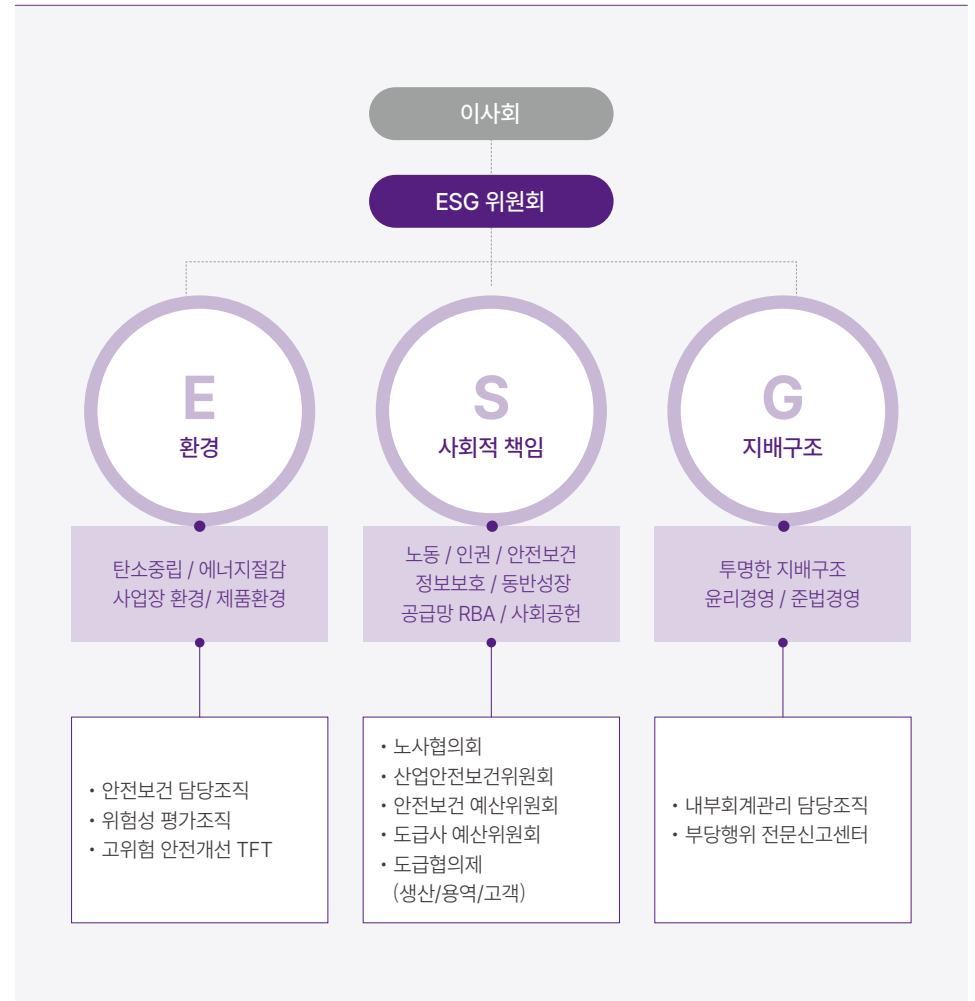 이사회
ESG 위원회
E
환경
탄소중립 / 에너지절감
사업장 환경/ 제품환경
• 안전보건 담당조직
• 위험성 평가조직
• 고위험 안전개선 TFT
S
사회적 책임
노동 / 인권 / 안전보건
정보보호 / 동반성장
공급망 RBA / 사회공헌
• 노사협의회
• 산업안전보건위원회
• 안전보건 예산위원회
• 도급사 예산위원회
• 도급협의제
(생산/용역/고객)
G
지배구조
투명한 지배구조
윤리경영 / 준법경영
• 내부회계관리 담당조직
• 부당행위 전문신고센터